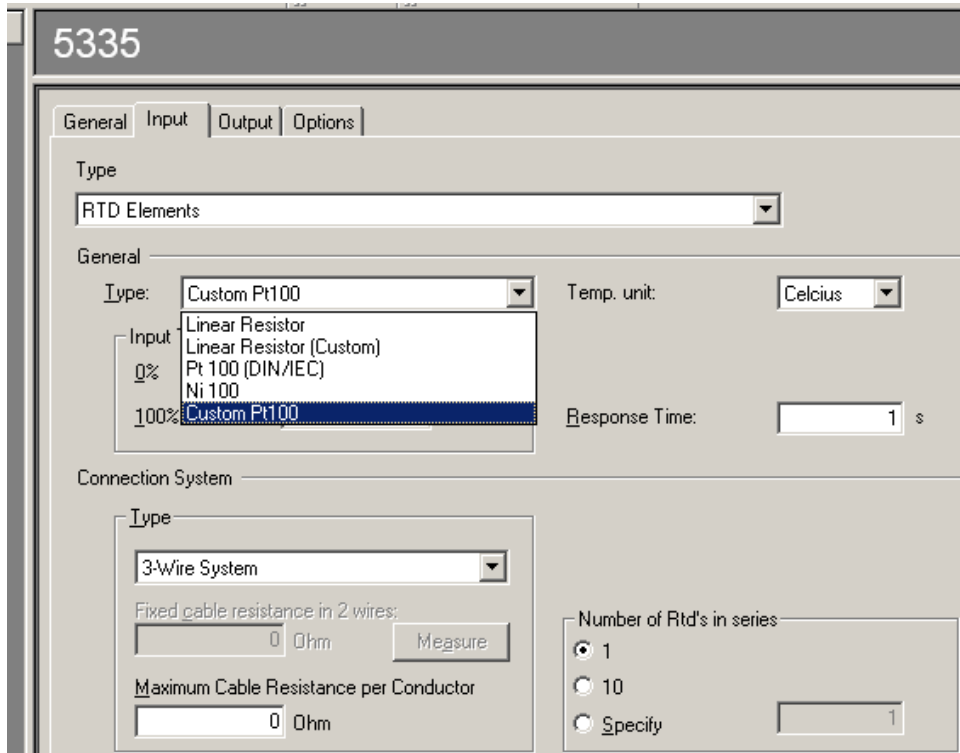 5335
General Input Output Options
Type
RTD Elements
General
Type: Custom Pt100 Temp. unit: Celcius
Linear Resistor
Linear Resistor (Custom)
Pt 100 (DIN/IEC)
Ni 100
Custom Pt100
Input
0%
100%
Response Time: 1 s
Connection System
Type
3-Wire System
Fixed cable resistance in 2 wires:
0 Ohm Measure
Maximum Cable Resistance per Conductor
0 Ohm
Number of Rtd's in series
1
10
Specify 1